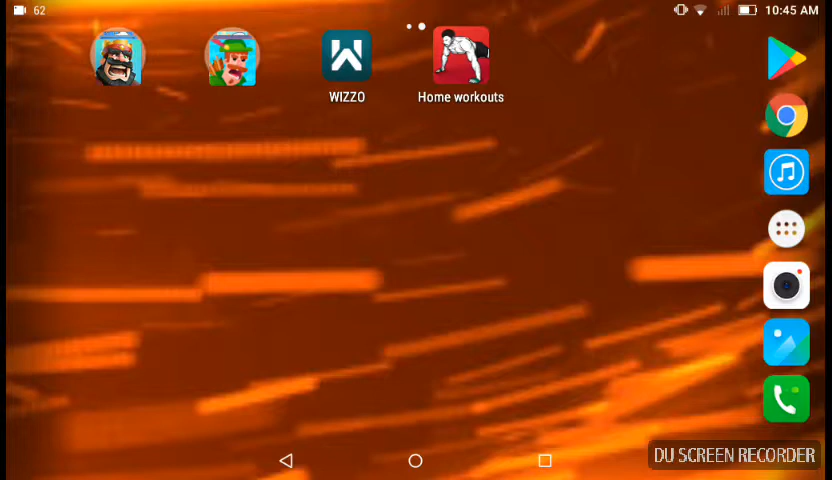 62
10:45 AM
WIZZO
Home workouts
DU SCREEN RECORDER